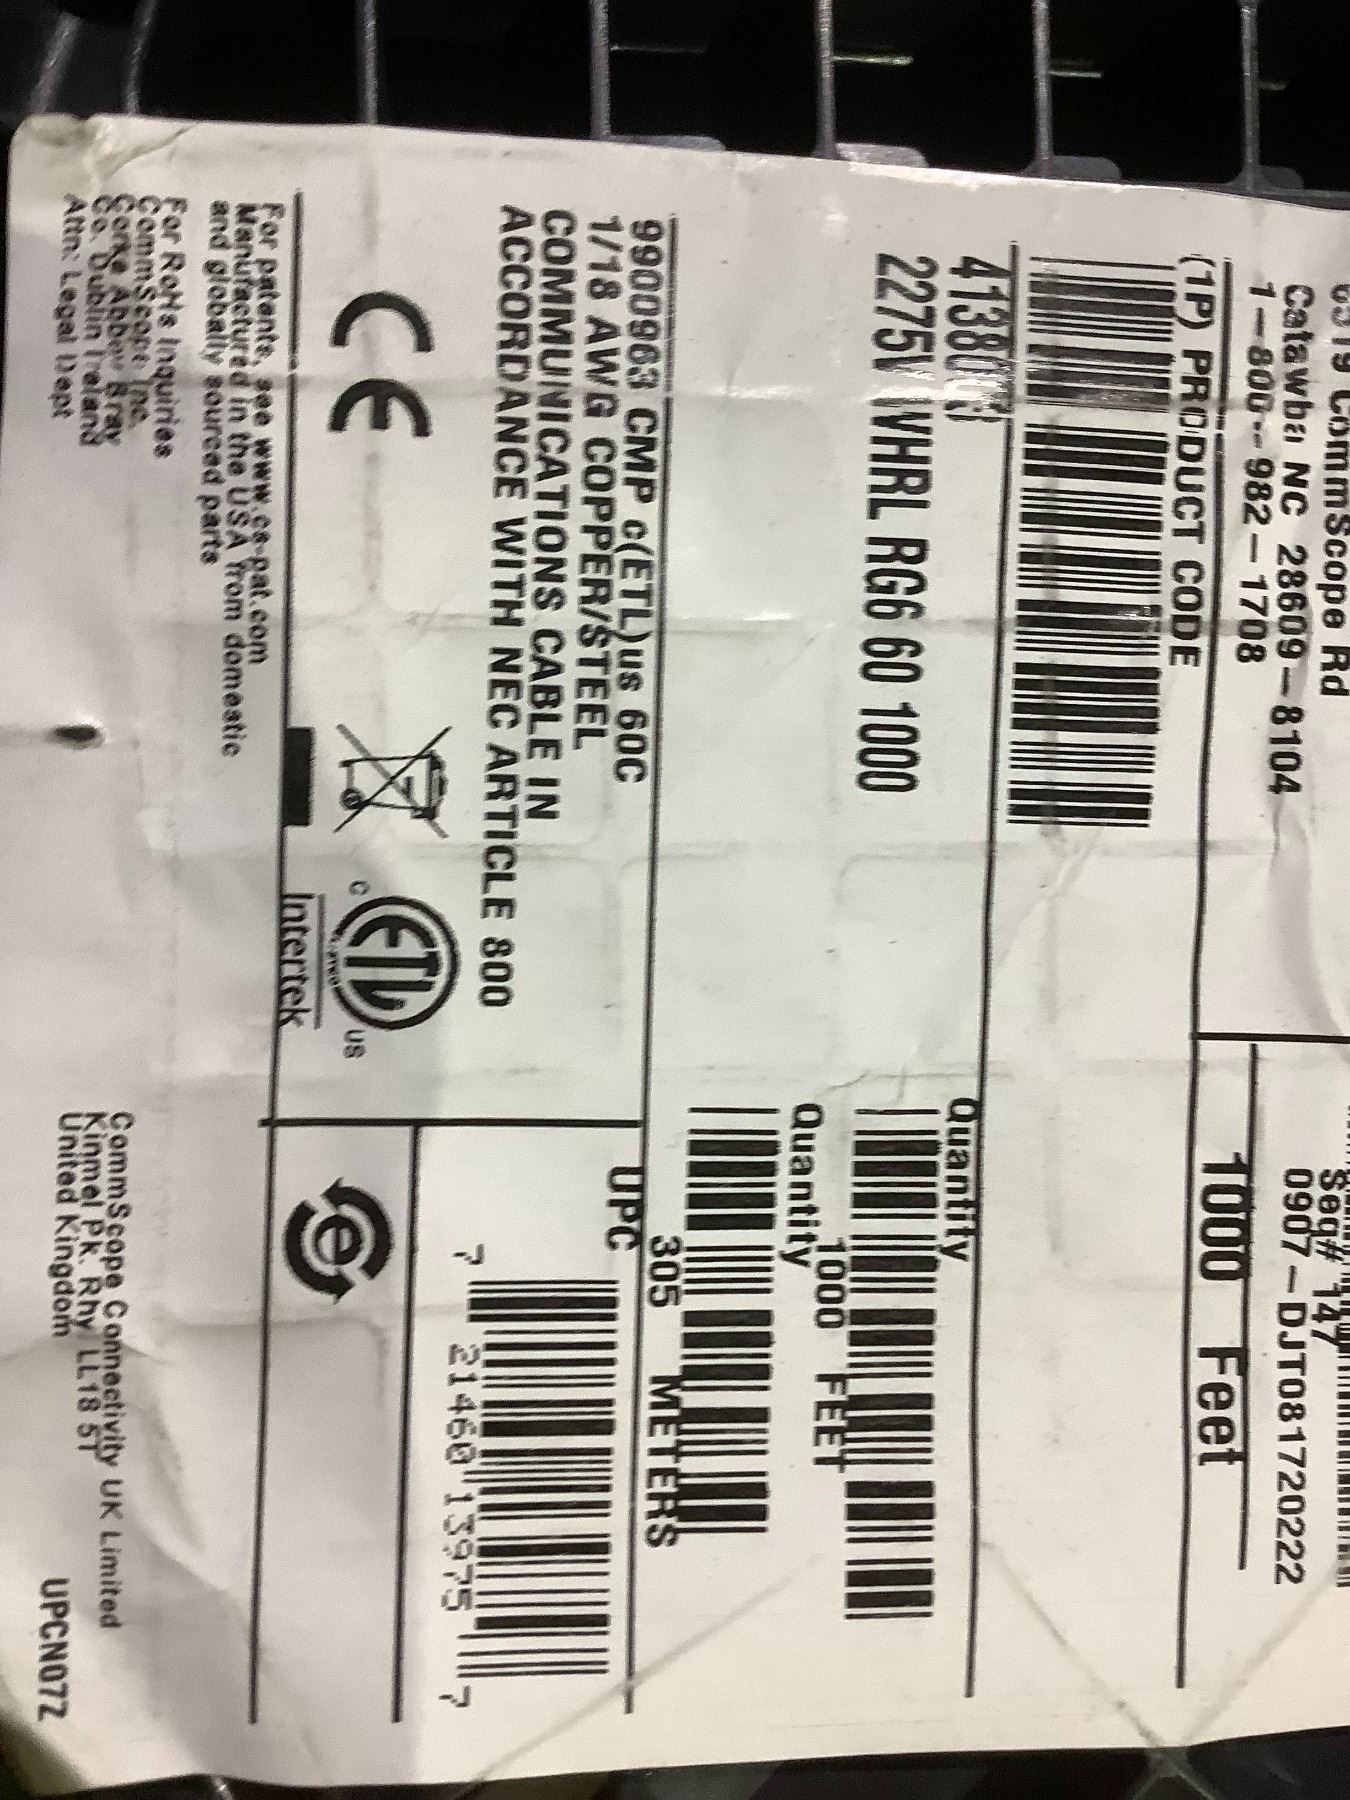 CommScope Rd
Catawba NC 28609-8104
1-800-982-1708
Seq# 147
0907-DJT081720222
1000 Feet
(1P) PRODUCT CODE
2275V WHRL RG6 60 1000
Quantity
1000 FEET
Quantity
305 METERS
9900963 CMP c(ETL)us 60C
1/18 AWG COPPER/STEEL
COMMUNICATIONS CABLE IN
ACCORDANCE WITH NEC ARTICLE 800
UPC
7 21460 13975 7
CE
c ETL us
Intertek
e
For patents, see www.cs-pat.com
Manufactured in the USA from domestic
and globally sourced parts
For RoHs Inquiries
CommScope Inc.
Corke Abbey Bray
Co. Dublin Ireland
Attn: Legal Dept
CommScope Connectivity UK Limited
Kinmel Pk. Rhyl LL18 5T
United Kingdom
UPCN07Z